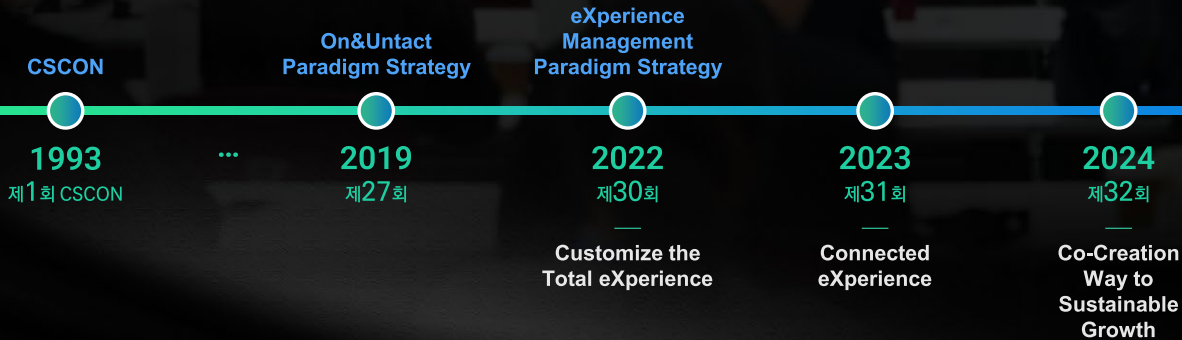 CSCON
On&Untact
Paradigm Strategy
eXperience
Management
Paradigm Strategy
1993
제1회 CSCON
...
2019
제27회
2022
제30회
Customize the
Total eXperience
2023
제31회
Connected
eXperience
2024
제32회
Co-Creation
Way to
Sustainable
Growth